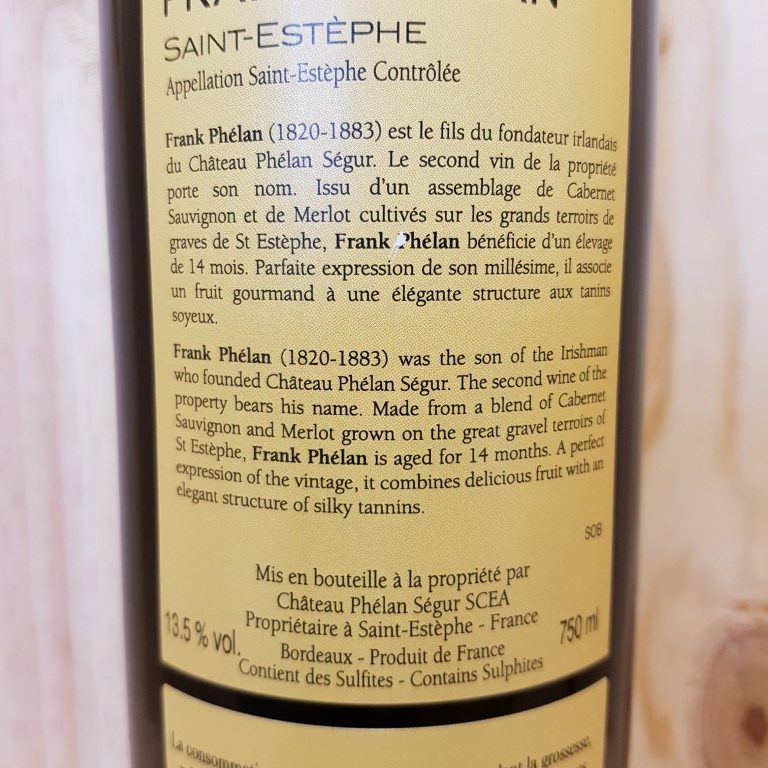 SAINT-ESTÈPHE
Appellation Saint-Estèphe Contrôlée
Frank Phélan (1820-1883) est le fils du fondateur irlandais
du Château Phélan Ségur. Le second vin de la propriété
porte son nom. Issu d'un assemblage de Cabernet
Sauvignon et de Merlot cultivés sur les grands terroirs de
graves de St Estèphe, Frank Phélan bénéficie d'un élevage
de 14 mois. Parfaite expression de son millésime, il associe
un fruit gourmand à une élégante structure aux tanins
soyeux.
Frank Phélan (1820-1883) was the son of the Irishman
who founded Château Phélan Ségur. The second wine of the
property bears his name. Made from a blend of Cabernet
Sauvignon and Merlot grown on the great gravel terroirs of
St Estèphe, Frank Phélan is aged for 14 months. A perfect
expression of the vintage, it combines delicious fruit with an
elegant structure of silky tannins.
SOB
Mis en bouteille à la propriété par
Château Phélan Ségur SCEA
Propriétaire à Saint-Estèphe - France
13.5 % vol. 750 ml
Bordeaux - Produit de France
Contient des Sulfites - Contains Sulphites
La la grossesse,